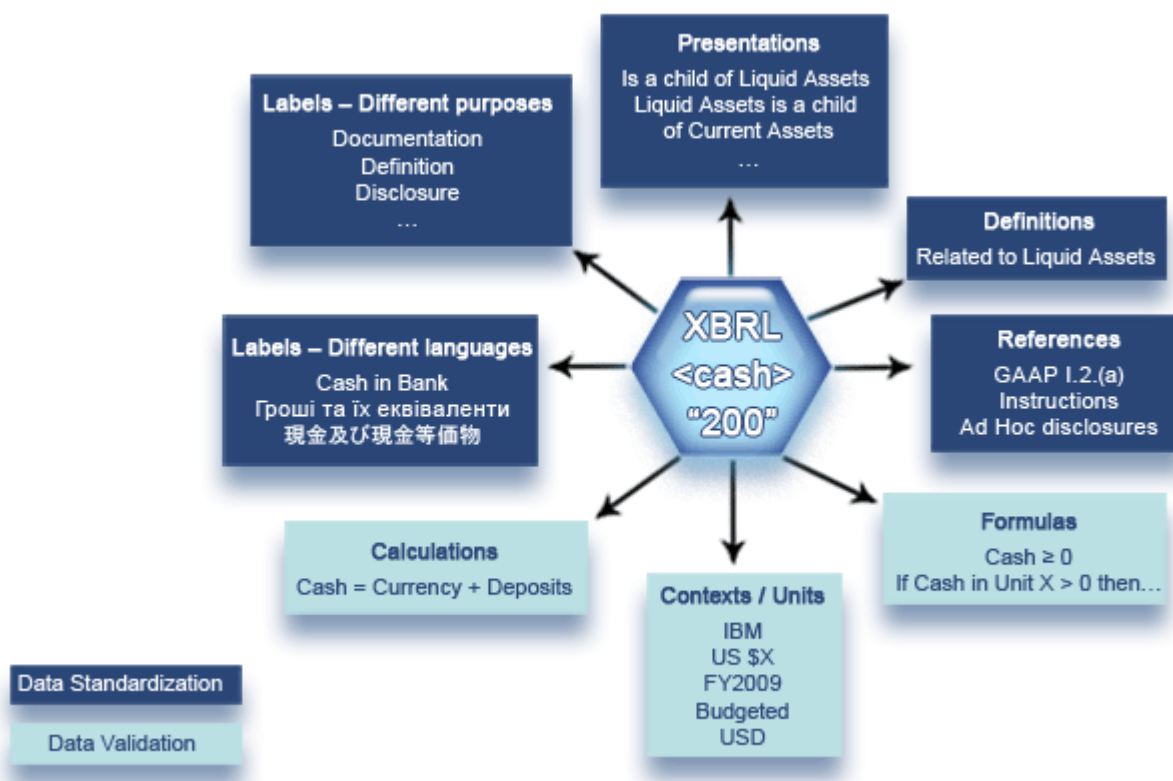 Presentations
Is a child of Liquid Assets
Liquid Assets is a child
of Current Assets
…
Labels – Different purposes
Documentation
Definition
Disclosure
…
Definitions
Related to Liquid Assets
XBRL
<cash>
“200”
Labels – Different languages
Cash in Bank
Гроші та їх еквіваленти
現金及び現金等価物
References
GAAP I.2.(a)
Instructions
Ad Hoc disclosures
Calculations
Cash = Currency + Deposits
Formulas
Cash ≥ 0
If Cash in Unit X > 0 then…
Contexts / Units
IBM
US $X
FY2009
Budgeted
USD
Data Standardization
Data Validation